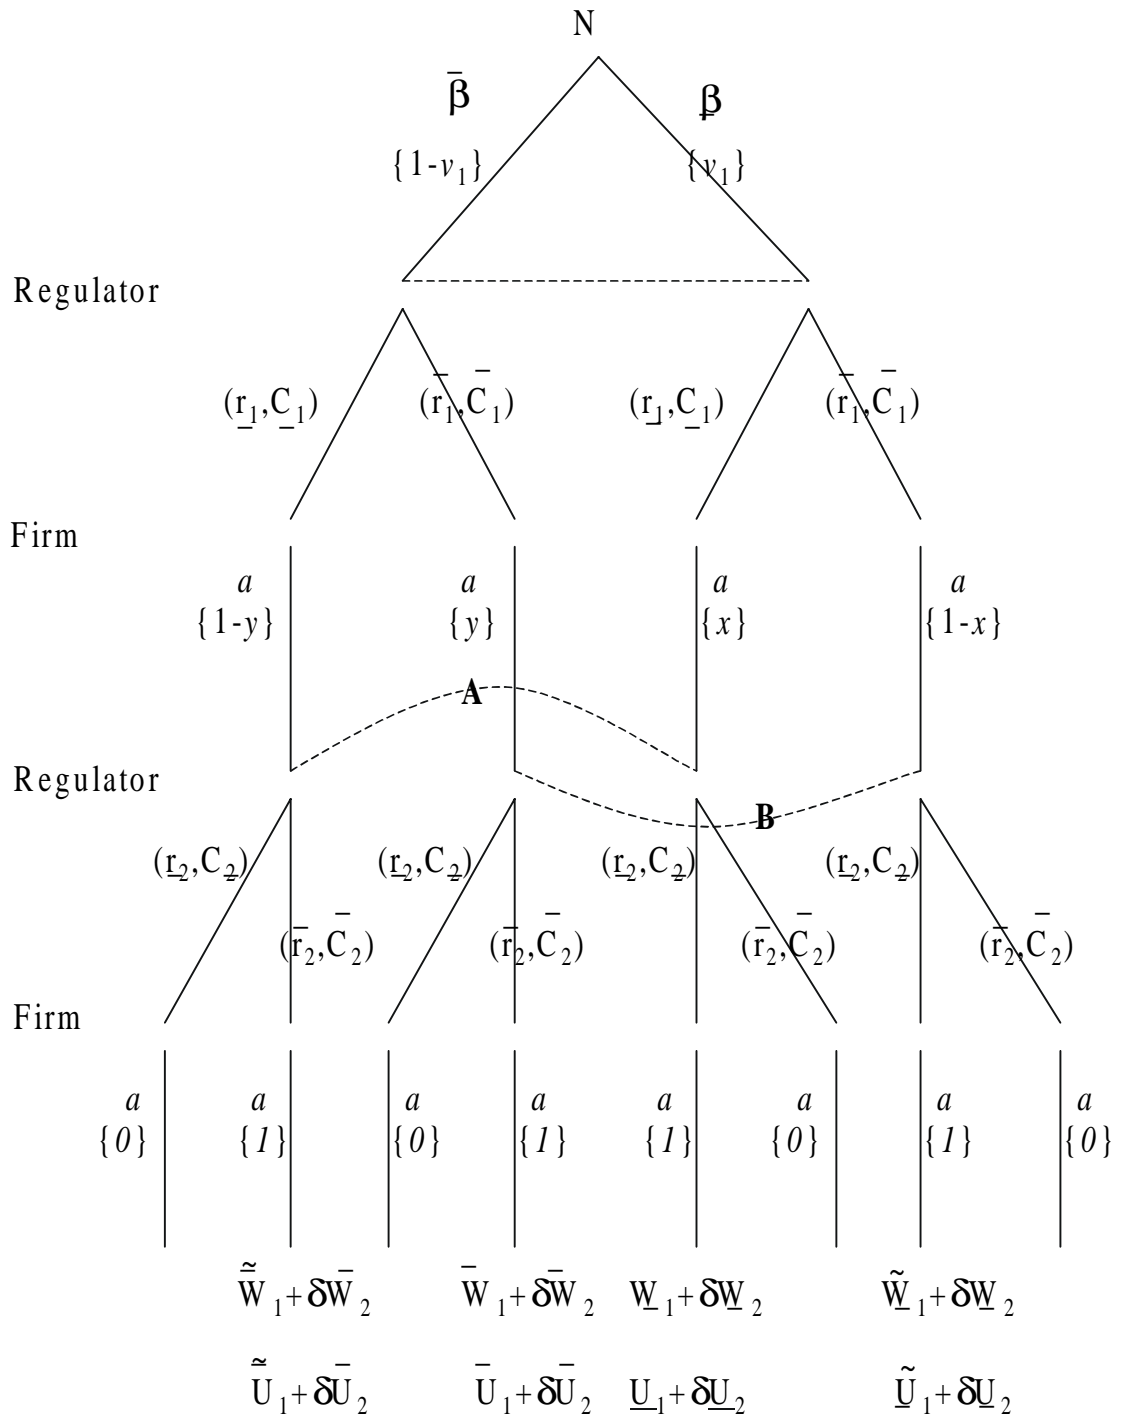 N
β̄ β̲
{1-v₁} {v₁}
Regulator
(r̲₁,C̲₁) (r̄₁,C̄₁) (r̲₁,C̲₁) (r̄₁,C̄₁)
Firm
a a a a
{1-y} {y} {x} {1-x}
A
Regulator
B
(r̲₂,C̲₂) (r̲₂,C̲₂) (r̲₂,C̲₂) (r̲₂,C̲₂)
(r̄₂,C̄₂) (r̄₂,C̄₂) (r̄₂,C̄₂) (r̄₂,C̄₂)
Firm
a a a a a a a a
{0} {1} {0} {1} {1} {0} {1} {0}
W̄̃₁+δW̄₂ W̄₁+δW̄₂ W̲₁+δW̲₂ W̲̃₁+δW̲₂
Ū̃₁+δŪ₂ Ū₁+δŪ₂ U̲₁+δU̲₂ Ũ̲₁+δU̲₂